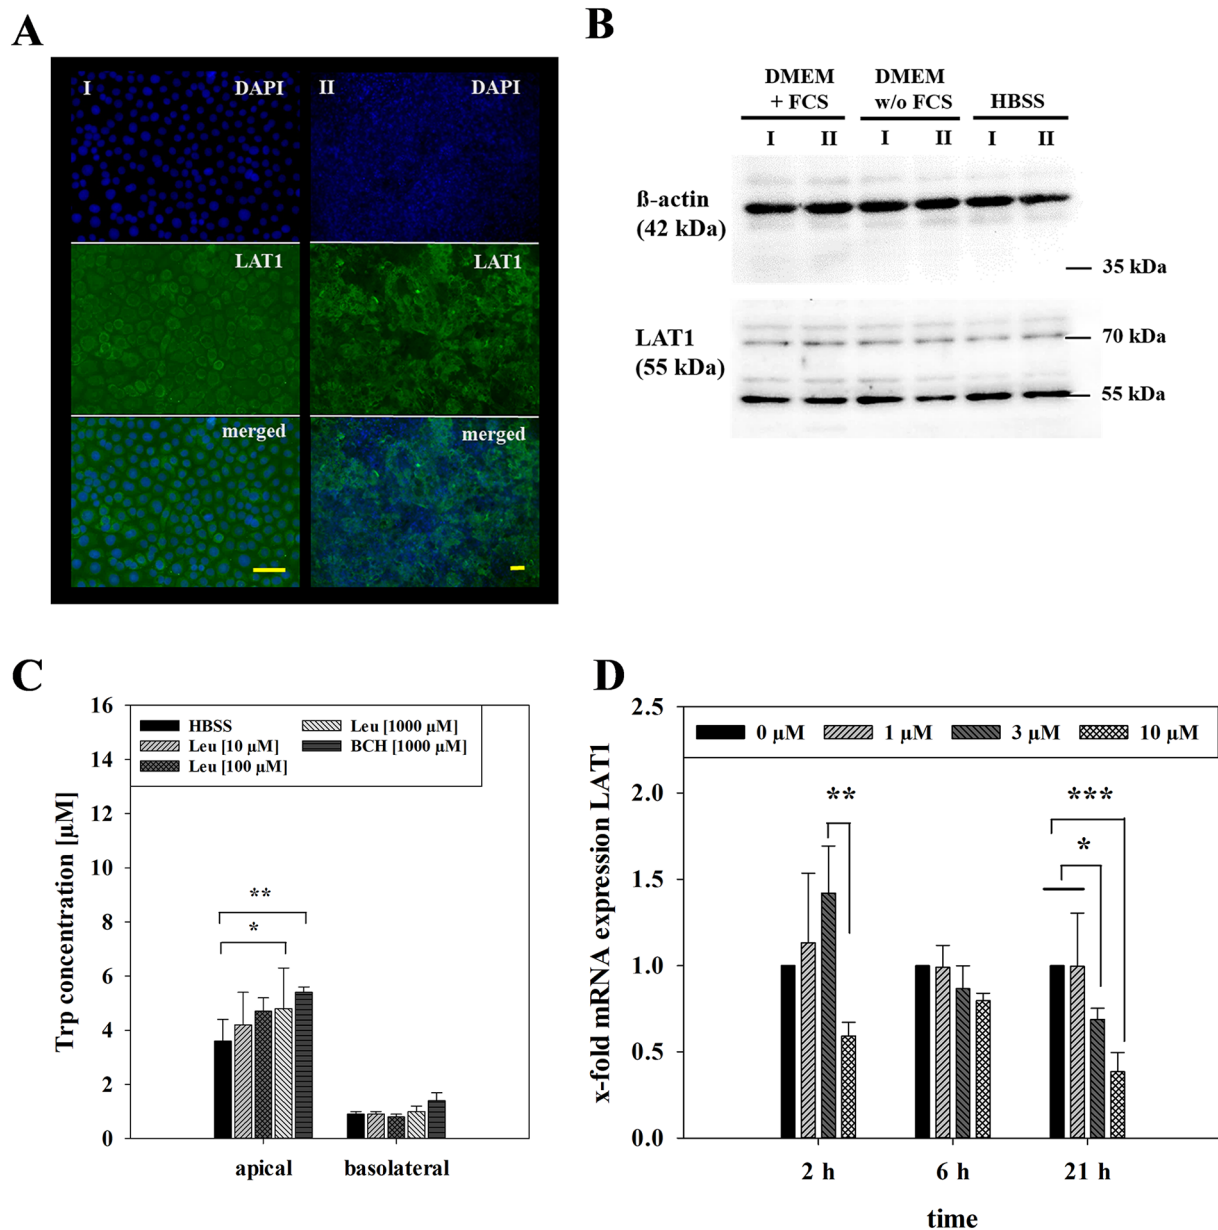 A
I
DAPI
II
DAPI
LAT1
LAT1
merged
merged
B
DMEM
+ FCS
DMEM
w/o FCS
HBSS
I
II
I
II
I
II
ß-actin
(42 kDa)
35 kDa
LAT1
(55 kDa)
70 kDa
55 kDa
C
HBSS
Leu [10 µM]
Leu [100 µM]
Leu [1000 µM]
BCH [1000 µM]
Trp concentration [µM]
16
14
12
10
8
6
4
2
0
**
*
apical
basolateral
D
0 µM
1 µM
3 µM
10 µM
x-fold mRNA expression LAT1
2.5
2.0
1.5
1.0
0.5
0.0
**
***
*
2 h
6 h
21 h
time